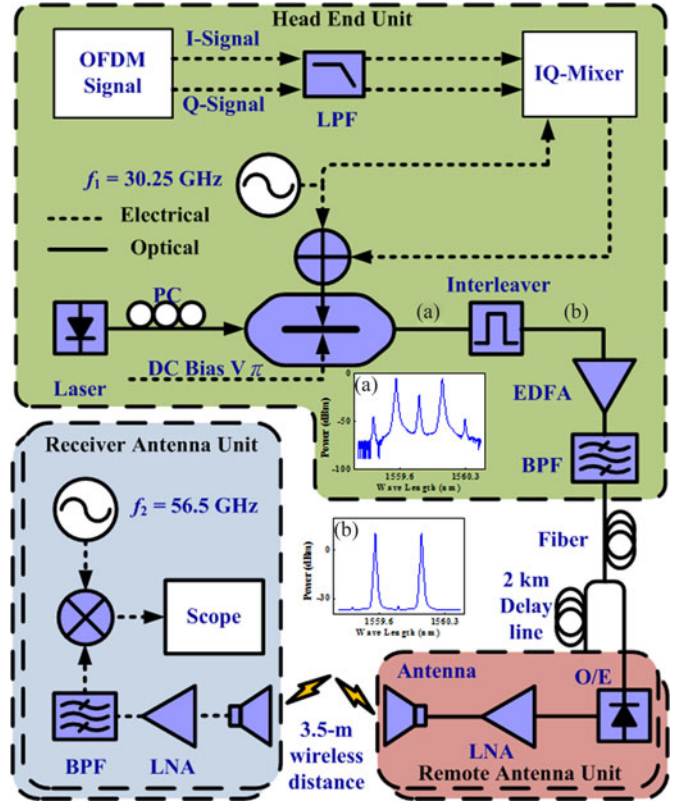 Head End Unit
OFDM
Signal
I-Signal
Q-Signal
LPF
IQ-Mixer
f1 = 30.25 GHz
Electrical
Optical
PC
Laser
DC Bias V π
(a)
Interleaver
(b)
EDFA
BPF
(a)
Power (dBm)
0
-50
-100
1559.6
1560.3
Wave Length (nm)
Receiver Antenna Unit
f2 = 56.5 GHz
Scope
BPF
LNA
(b)
Power (dBm)
0
-30
1559.6
1560.3
Wave Length (nm)
Fiber
2 km
Delay
line
3.5-m
wireless
distance
Antenna
O/E
LNA
Remote Antenna Unit